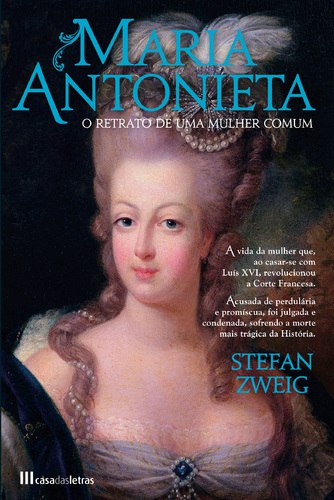 MARIA
ANTONIETA
O RETRATO DE UMA MULHER COMUM
A vida da mulher que,
ao casar-se com
Luís XVI, revolucionou
a Corte Francesa.
Acusada de perdulária
e promíscua, foi julgada e
condenada, sofrendo a morte
mais trágica da História.
STEFAN
ZWEIG
casadasletras